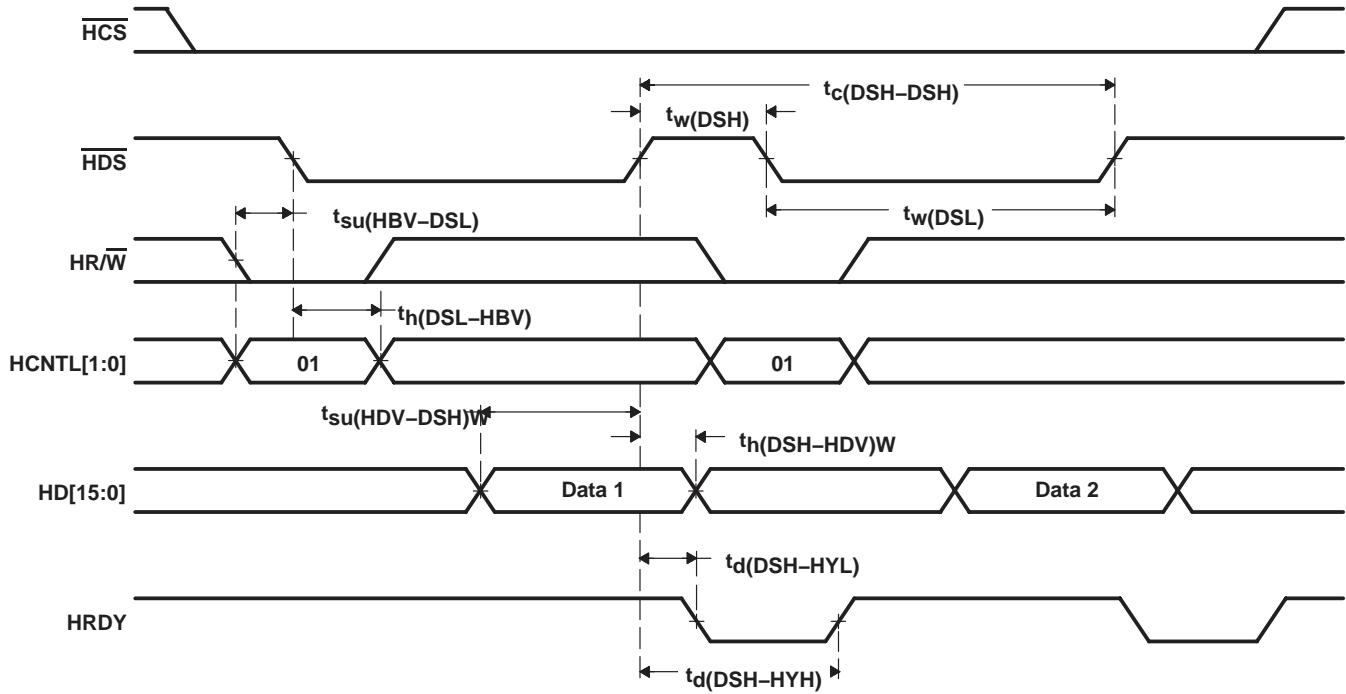 HCS
tc(DSH–DSH)
tw(DSH)
HDS
tsu(HBV–DSL)
tw(DSL)
HR/W
th(DSL–HBV)
HCNTL[1:0]
01
01
tsu(HDV–DSH)W
th(DSH–HDV)W
HD[15:0]
Data 1
Data 2
td(DSH–HYL)
HRDY
td(DSH–HYH)